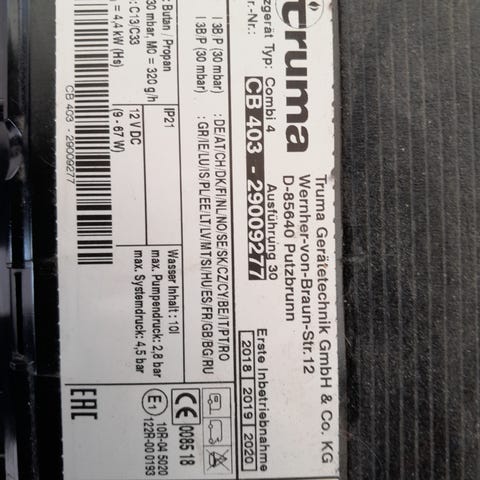 truma
Truma Gerätetechnik GmbH & Co. KG
Wernher-von-Braun-Str.12
D-85640 Putzbrunn
zgerät Typ: Combi 4
Ausführung 30
r.-Nr.:
CB 403 - 29009277
Erste Inbetriebnahme
2018 2019 2020
I 3B/P (30 mbar) : DE/AT/CH/DK/FI/NL/NO/SE/SK/CZ/CY/BE/IT/PT/RO
I 3B/P (30 mbar) : GR/IE/LU/IS/PL/EE/LT/LV/MT/SI/HU/ES/FR/GB/BG/RU
: Butan / Propan
IP21
Wasser Inhalt : 10l
30 mbar, M0 = 320 g/h
12 V DC
max. Pumpendruck: 2,8 bar
= 4,4 kW (Hs)
(9 - 67 W)
max. Systemdruck: 4,5 bar
: C13/C33
CE 0085 18
E1 10R-04 5020
122R-00 0193
EAC
CB 403 - 29009277